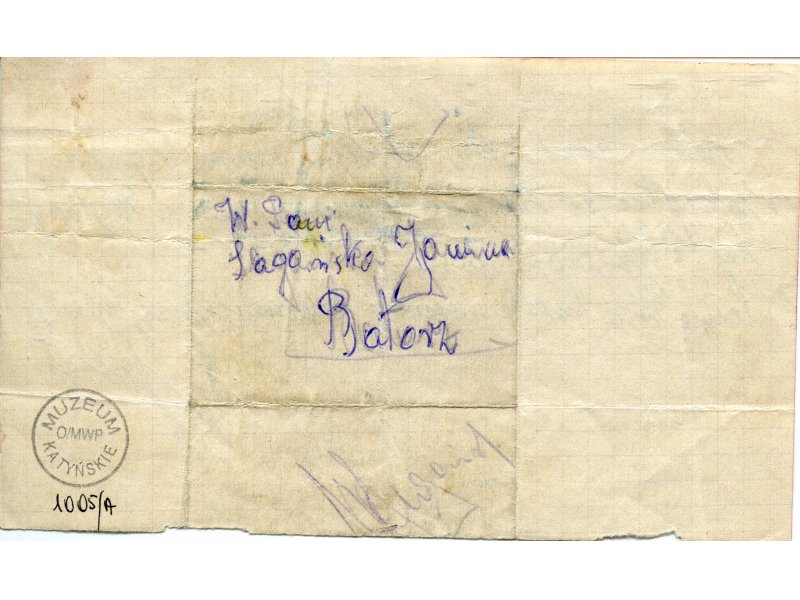 W. Pani
Sagańska Janina
Batorz
MUZEUM
O/MWP
KATYŃSKIE
1005/A